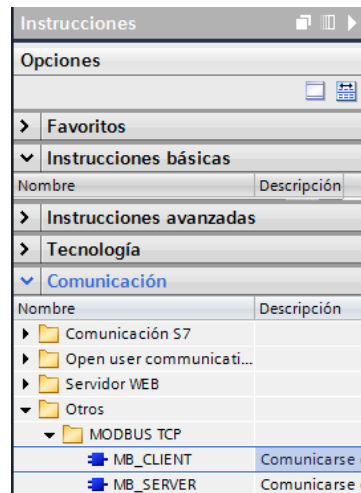 Instrucciones
Opciones
Favoritos
Instrucciones básicas
Nombre Descripción
Instrucciones avanzadas
Tecnología
Comunicación
Nombre Descripción
Comunicación S7
Open user communicati...
Servidor WEB
Otros
MODBUS TCP
MB_CLIENT Comunicarse
MB_SERVER Comunicarse